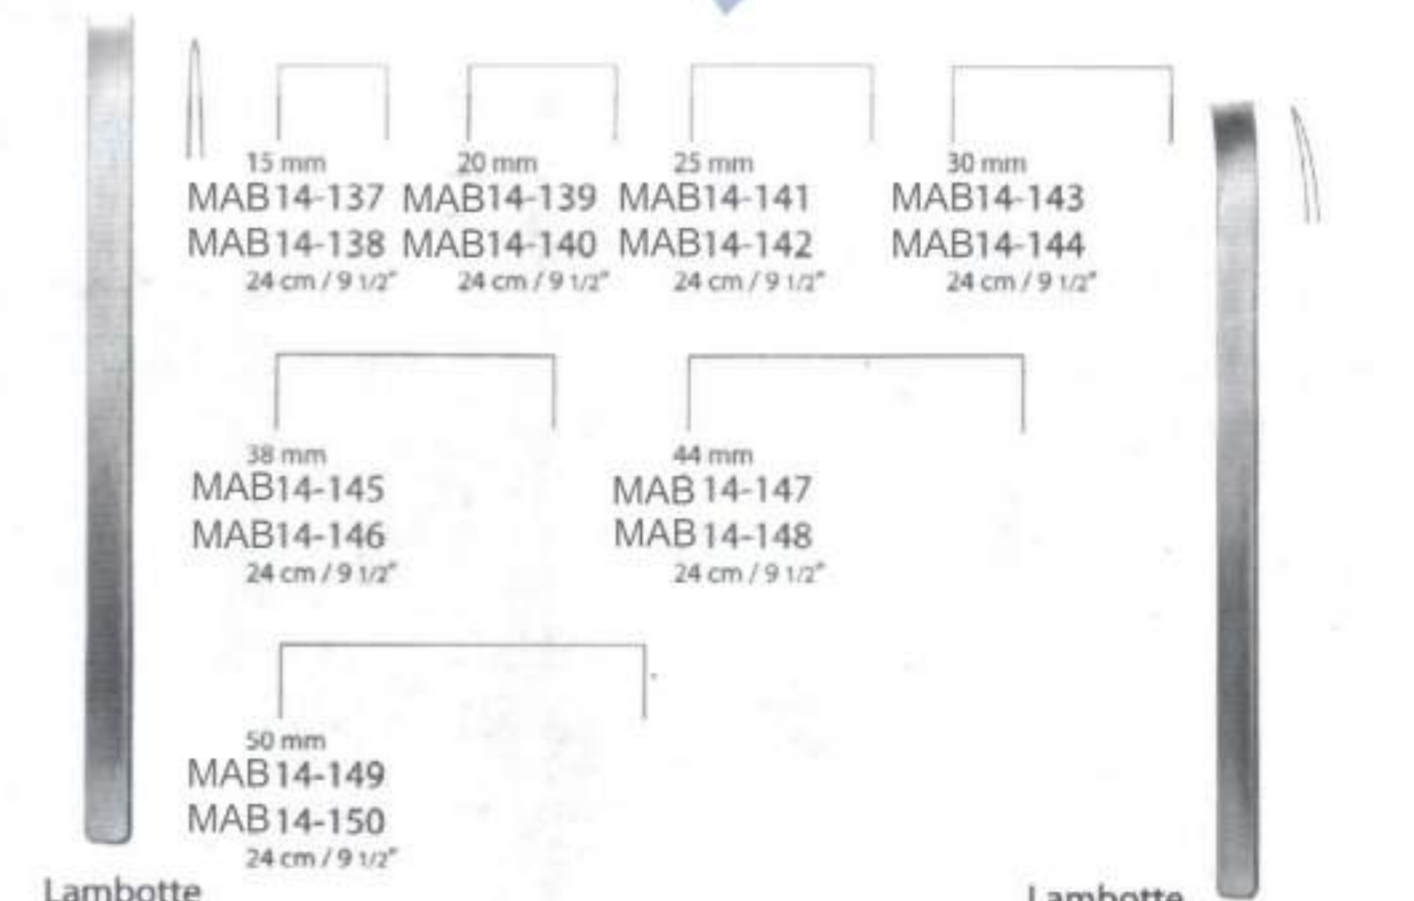 15 mm 20 mm 25 mm 30 mm
MAB14-137 MAB14-139 MAB14-141 MAB14-143
MAB14-138 MAB14-140 MAB14-142 MAB14-144
24 cm / 9 1/2" 24 cm / 9 1/2" 24 cm / 9 1/2" 24 cm / 9 1/2"
38 mm 44 mm
MAB14-145 MAB 14-147
MAB14-146 MAB 14-148
24 cm / 9 1/2" 24 cm / 9 1/2"
50 mm
MAB14-149
MAB14-150
24 cm / 9 1/2"
Lambotte Lambotte